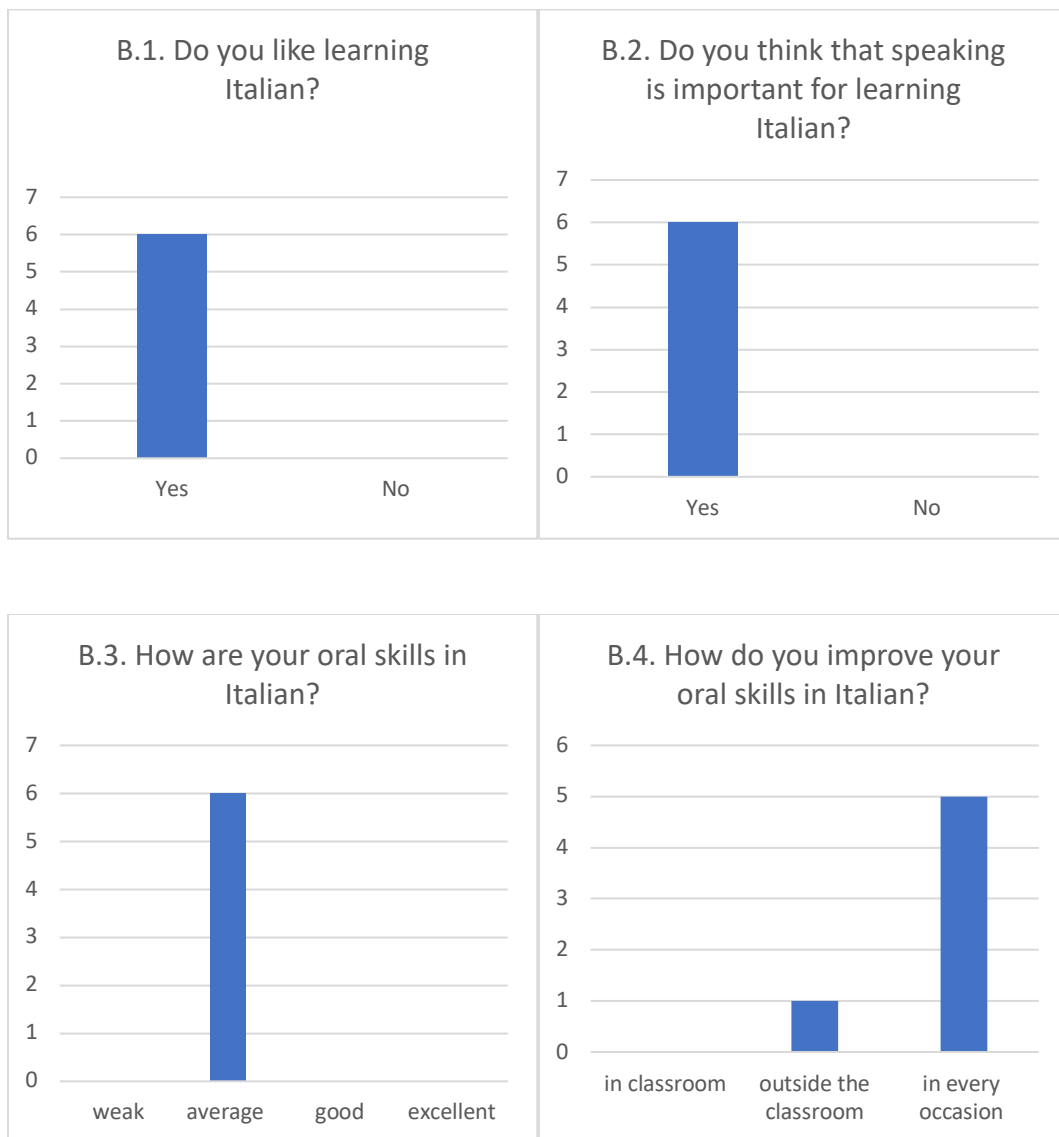 B.1. Do you like learning
Italian?
7
6
5
4
3
2
1
0
Yes No
B.2. Do you think that speaking
is important for learning
Italian?
7
6
5
4
3
2
1
0
Yes No
B.3. How are your oral skills in
Italian?
7
6
5
4
3
2
1
0
weak average good excellent
B.4. How do you improve your
oral skills in Italian?
6
5
4
3
2
1
0
in classroom outside the in every
classroom occasion